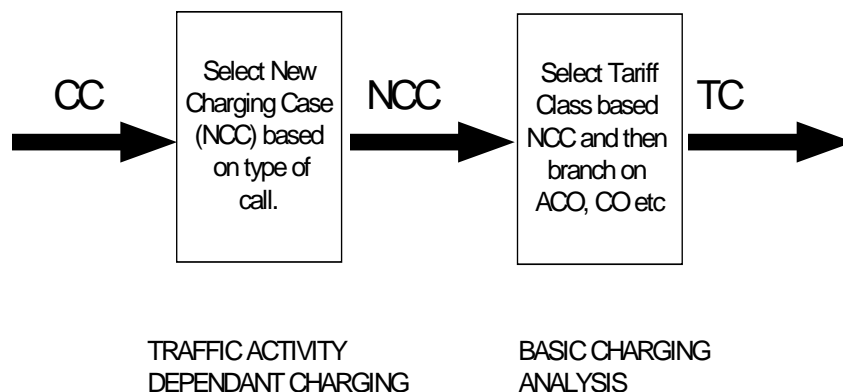 CC
Select New
Charging Case
(NCC) based
on type of
call.
NCC
Select Tariff
Class based
NCC and then
branch on
ACO, CO etc
TC
TRAFFIC ACTIVITY
DEPENDANT CHARGING
BASIC CHARGING
ANALYSIS